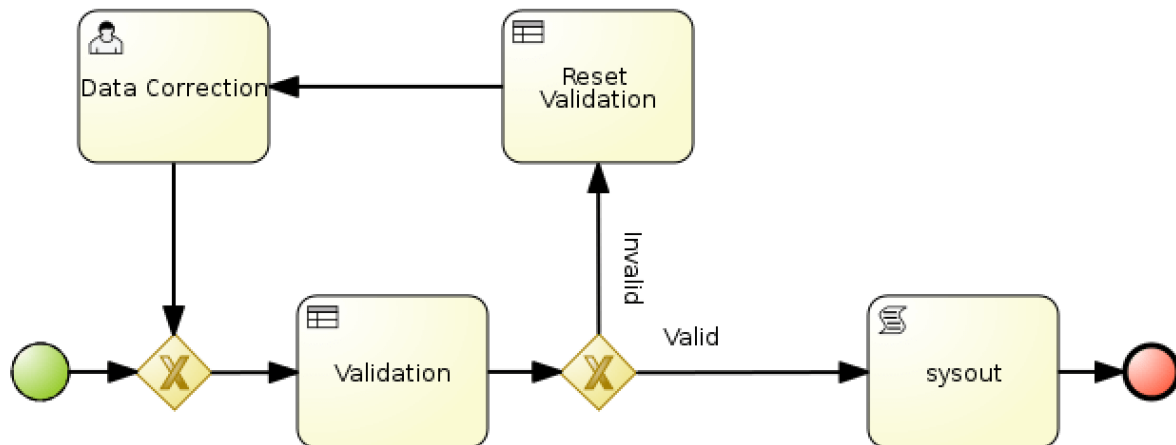 Data Correction
Reset
Validation
Invalid
Valid
Validation
sysout